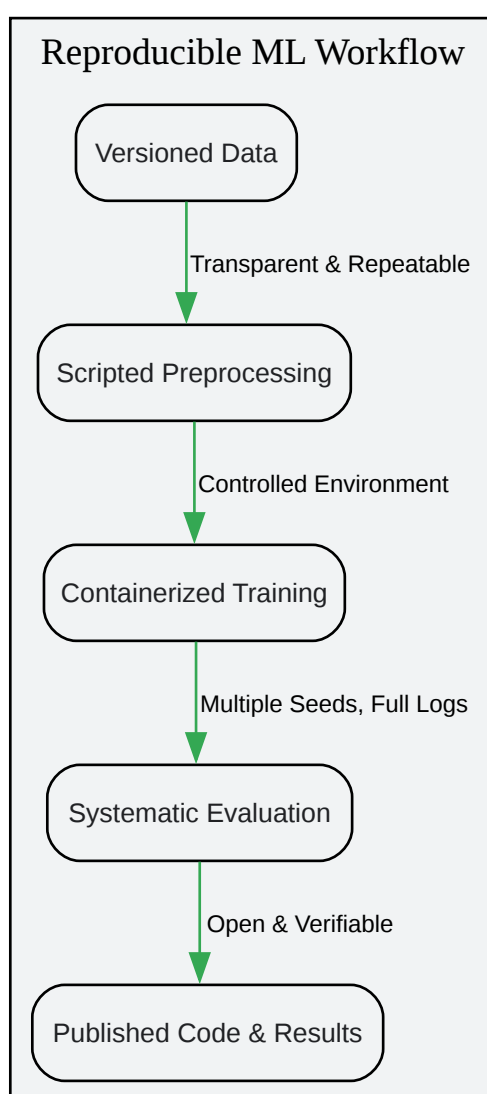 Reproducible ML Workflow
Versioned Data
Transparent & Repeatable
Scripted Preprocessing
Controlled Environment
Containerized Training
Multiple Seeds, Full Logs
Systematic Evaluation
Open & Verifiable
Published Code & Results